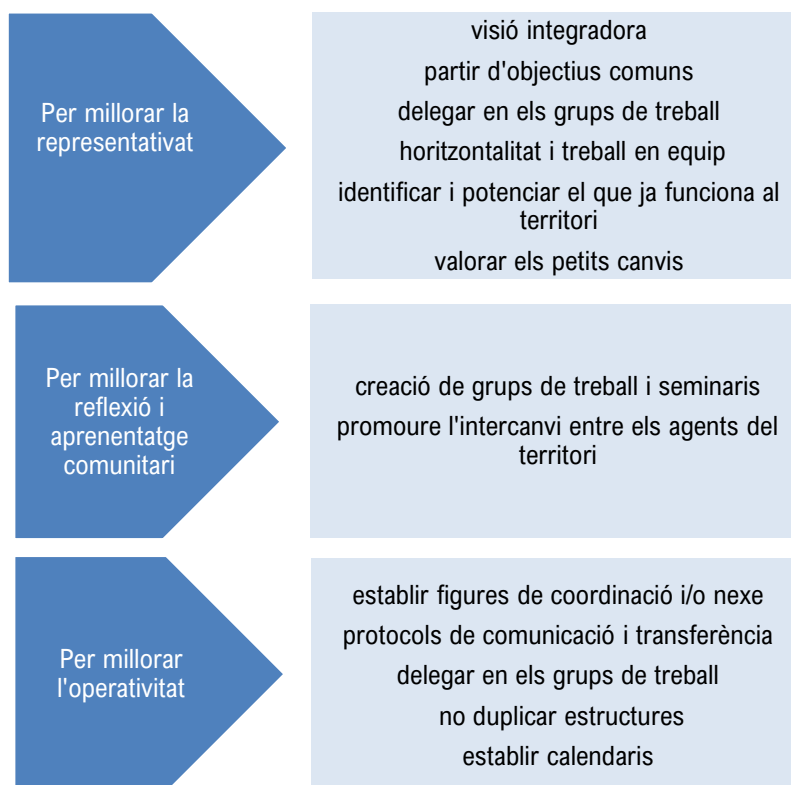 Per millorar la
representativat
visió integradora
partir d'objectius comuns
delegar en els grups de treball
horitzontalitat i treball en equip
identificar i potenciar el que ja funciona al
territori
valorar els petits canvis
Per millorar la
reflexió i
aprenentatge
comunitari
creació de grups de treball i seminaris
promoure l'intercanvi entre els agents del
territori
Per millorar
l'operativitat
establir figures de coordinació i/o nexe
protocols de comunicació i transferència
delegar en els grups de treball
no duplicar estructures
establir calendaris